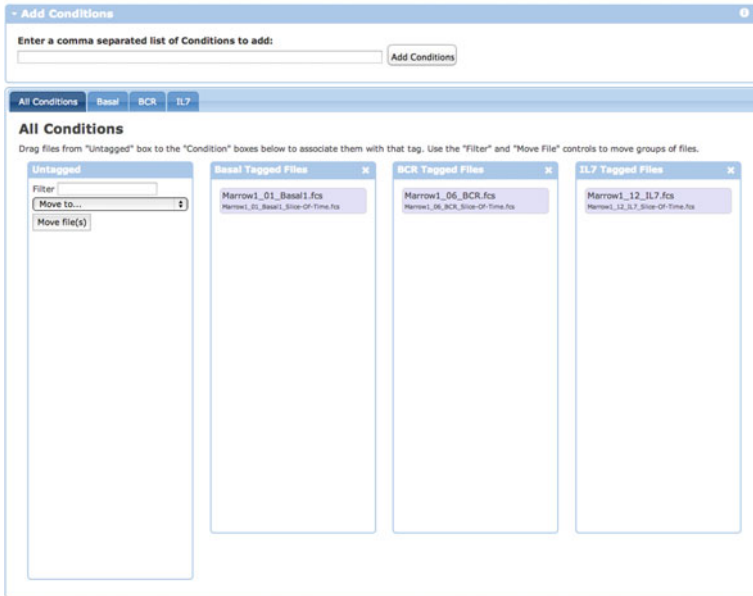 Add Conditions
Enter a comma separated list of Conditions to add:
Add Conditions
All Conditions
Basal
BCR
IL7
All Conditions
Drag files from "Untagged" box to the "Condition" boxes below to associate them with that tag. Use the "Filter" and "Move File" controls to move groups of files.
Untagged
Filter
Move to...
Move file(s)
Basal Tagged Files
Marrow1_01_Basal1.fcs
Marrow1_01_Basal1_Slice-Of-Time.fcs
BCR Tagged Files
Marrow1_06_BCR.fcs
Marrow1_06_BCR_Slice-Of-Time.fcs
IL7 Tagged Files
Marrow1_12_IL7.fcs
Marrow1_12_IL7_Slice-Of-Time.fcs